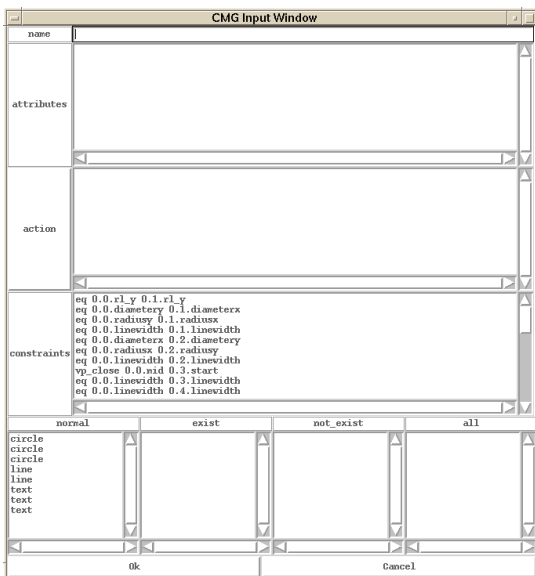 CMG Input Window
name
attributes
action
constraints
eq 0.0.rl_y 0.1.rl_y
eq 0.0.diametery 0.1.diameterx
eq 0.0.radiusy 0.1.radiusx
eq 0.0.linewidth 0.1.linewidth
eq 0.0.diameterx 0.2.diametery
eq 0.0.radiusx 0.2.radiusy
eq 0.0.linewidth 0.2.linewidth
vp_close 0.0.mid 0.3.start
eq 0.0.linewidth 0.3.linewidth
eq 0.0.linewidth 0.4.linewidth
normal exist not_exist all
circle
circle
circle
line
line
text
text
text
Ok Cancel